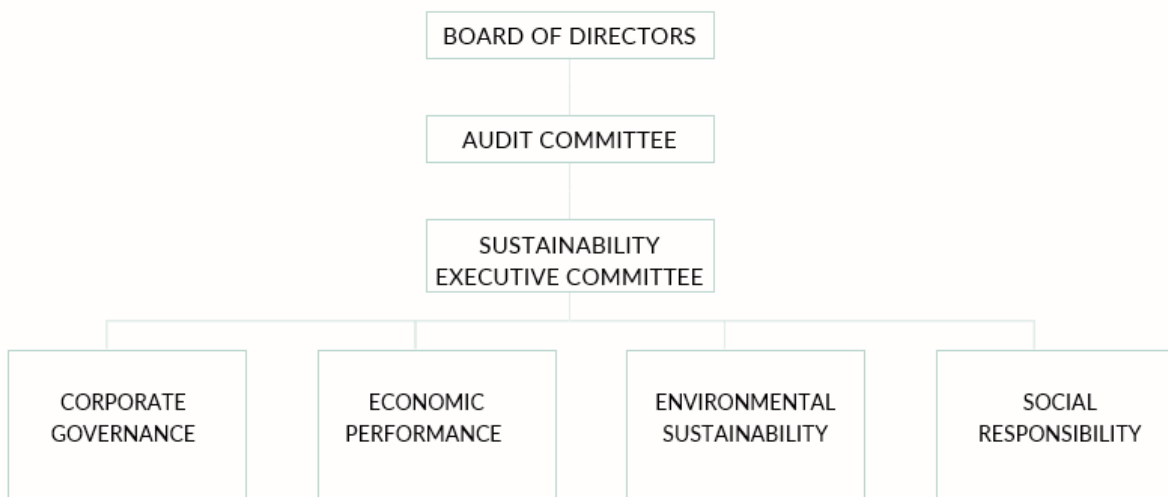 BOARD OF DIRECTORS
AUDIT COMMITTEE
SUSTAINABILITY
EXECUTIVE COMMITTEE
CORPORATE
GOVERNANCE
ECONOMIC
PERFORMANCE
ENVIRONMENTAL
SUSTAINABILITY
SOCIAL
RESPONSIBILITY